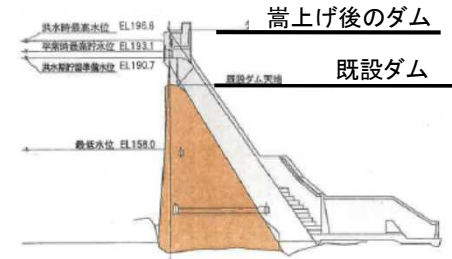 嵩上げ後のダム
洪水時最高水位 EL196.6
平常時最高貯水位 EL193.1
洪水期貯留準備水位 EL190.7
既設ダム
既設ダム天端
最低水位 EL158.0